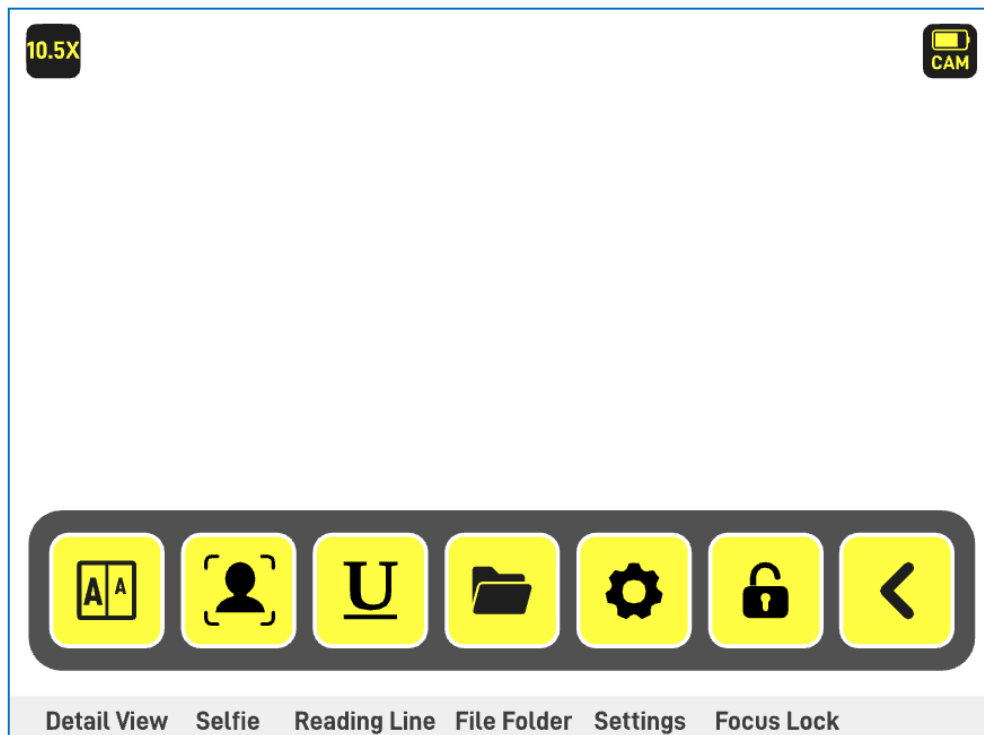 10.5X
CAM
A A
U
Detail View Selfie Reading Line File Folder Settings Focus Lock